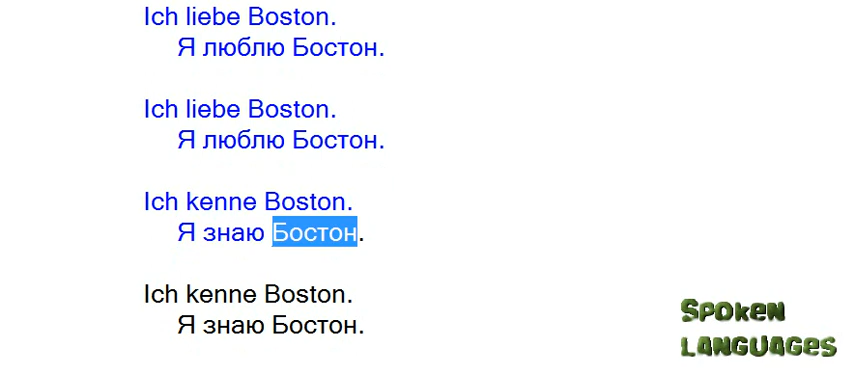 Ich liebe Boston.
Я люблю Бостон.
Ich liebe Boston.
Я люблю Бостон.
Ich kenne Boston.
Я знаю Бостон.
Ich kenne Boston.
Я знаю Бостон.
Spoken
Languages